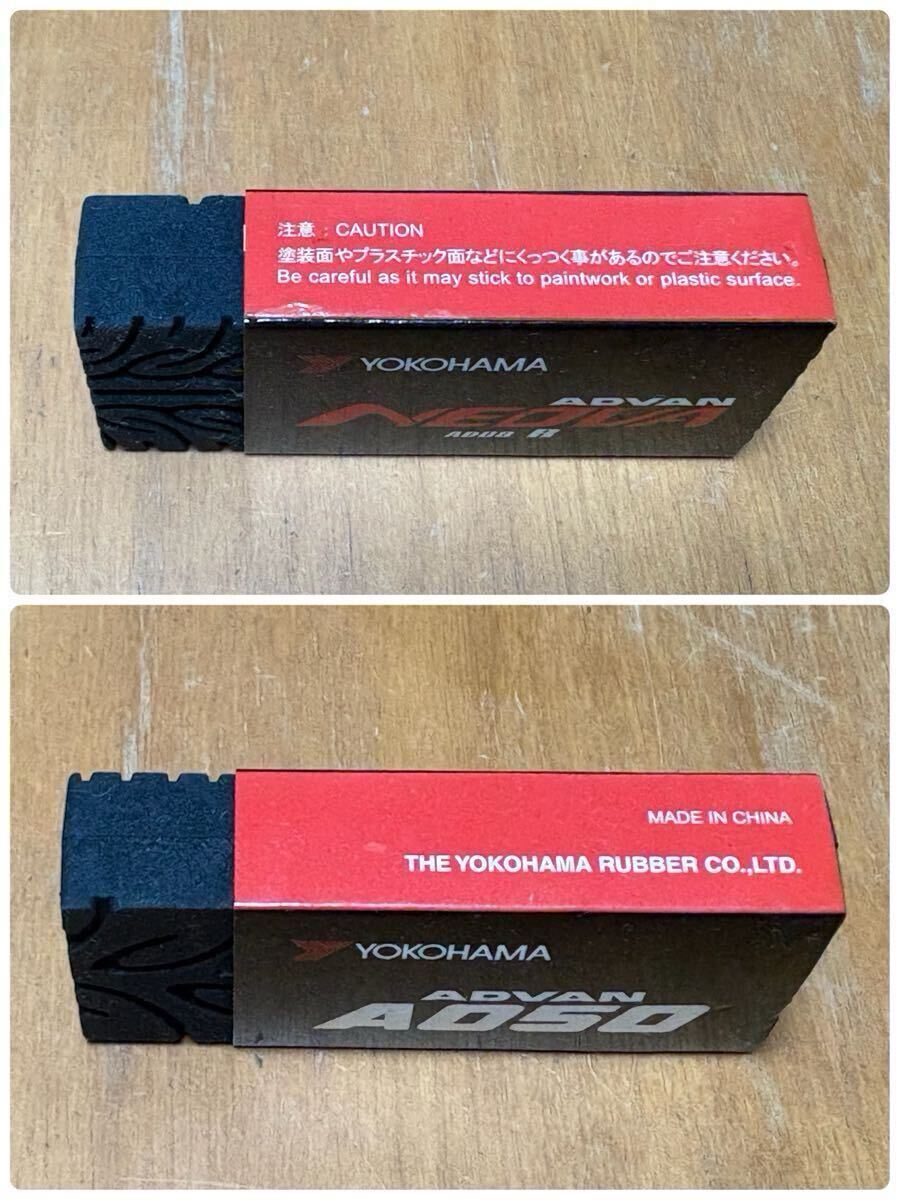 注意 : CAUTION
塗装面やプラスチック面などにくっつく事があるのでご注意ください。
Be careful as it may stick to paintwork or plastic surface.
YOKOHAMA
ADVAN
NEOVA
AD09 R
MADE IN CHINA
THE YOKOHAMA RUBBER CO.,LTD.
YOKOHAMA
ADVAN
A050